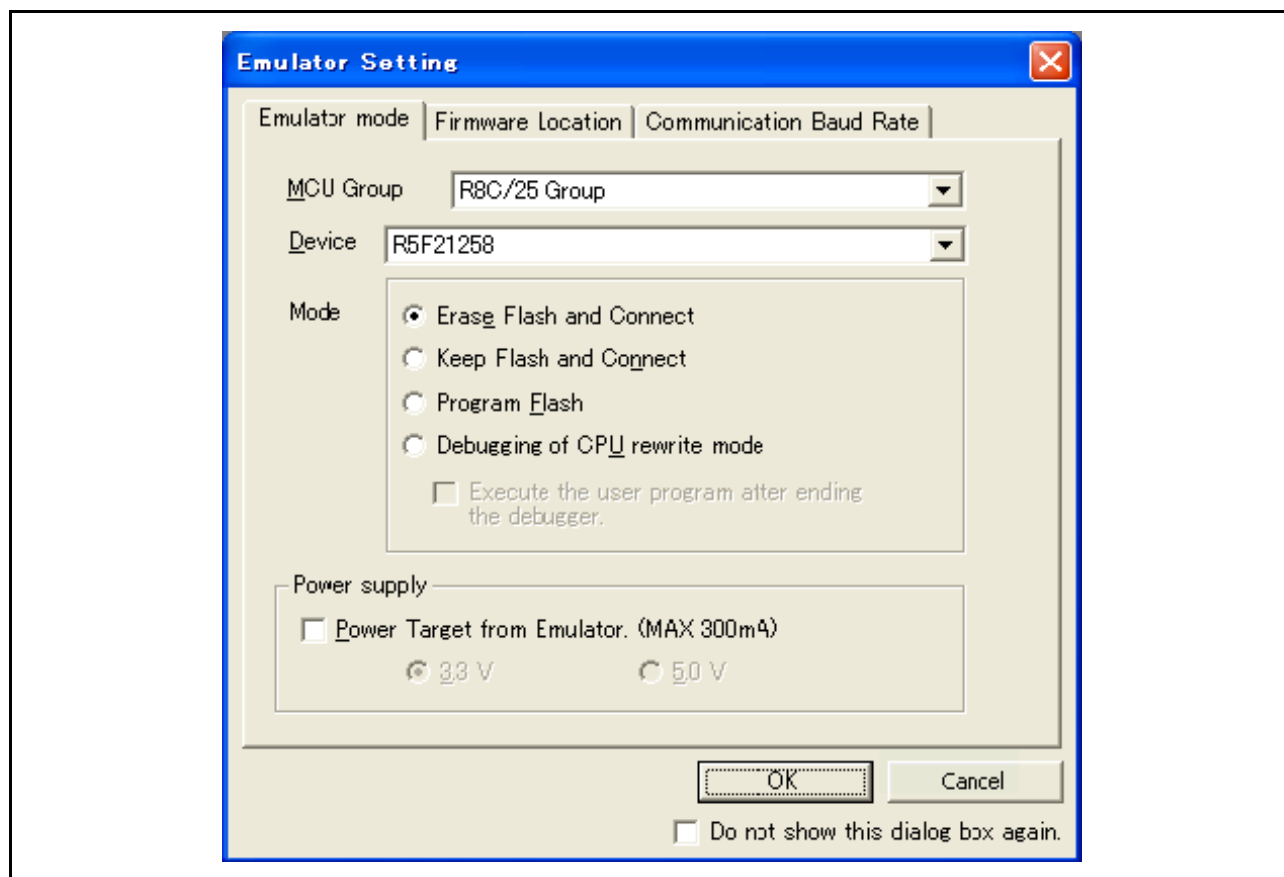 Emulator Setting
Emulator mode Firmware Location Communication Baud Rate
MCU Group R8C/25 Group
Device R5F21258
Mode Erase Flash and Connect
Keep Flash and Connect
Program Flash
Debugging of CPU rewrite mode
Execute the user program after ending
the debugger.
Power supply
Power Target from Emulator. (MAX 300mA)
3.3 V 5.0 V
OK Cancel
Do not show this dialog box again.